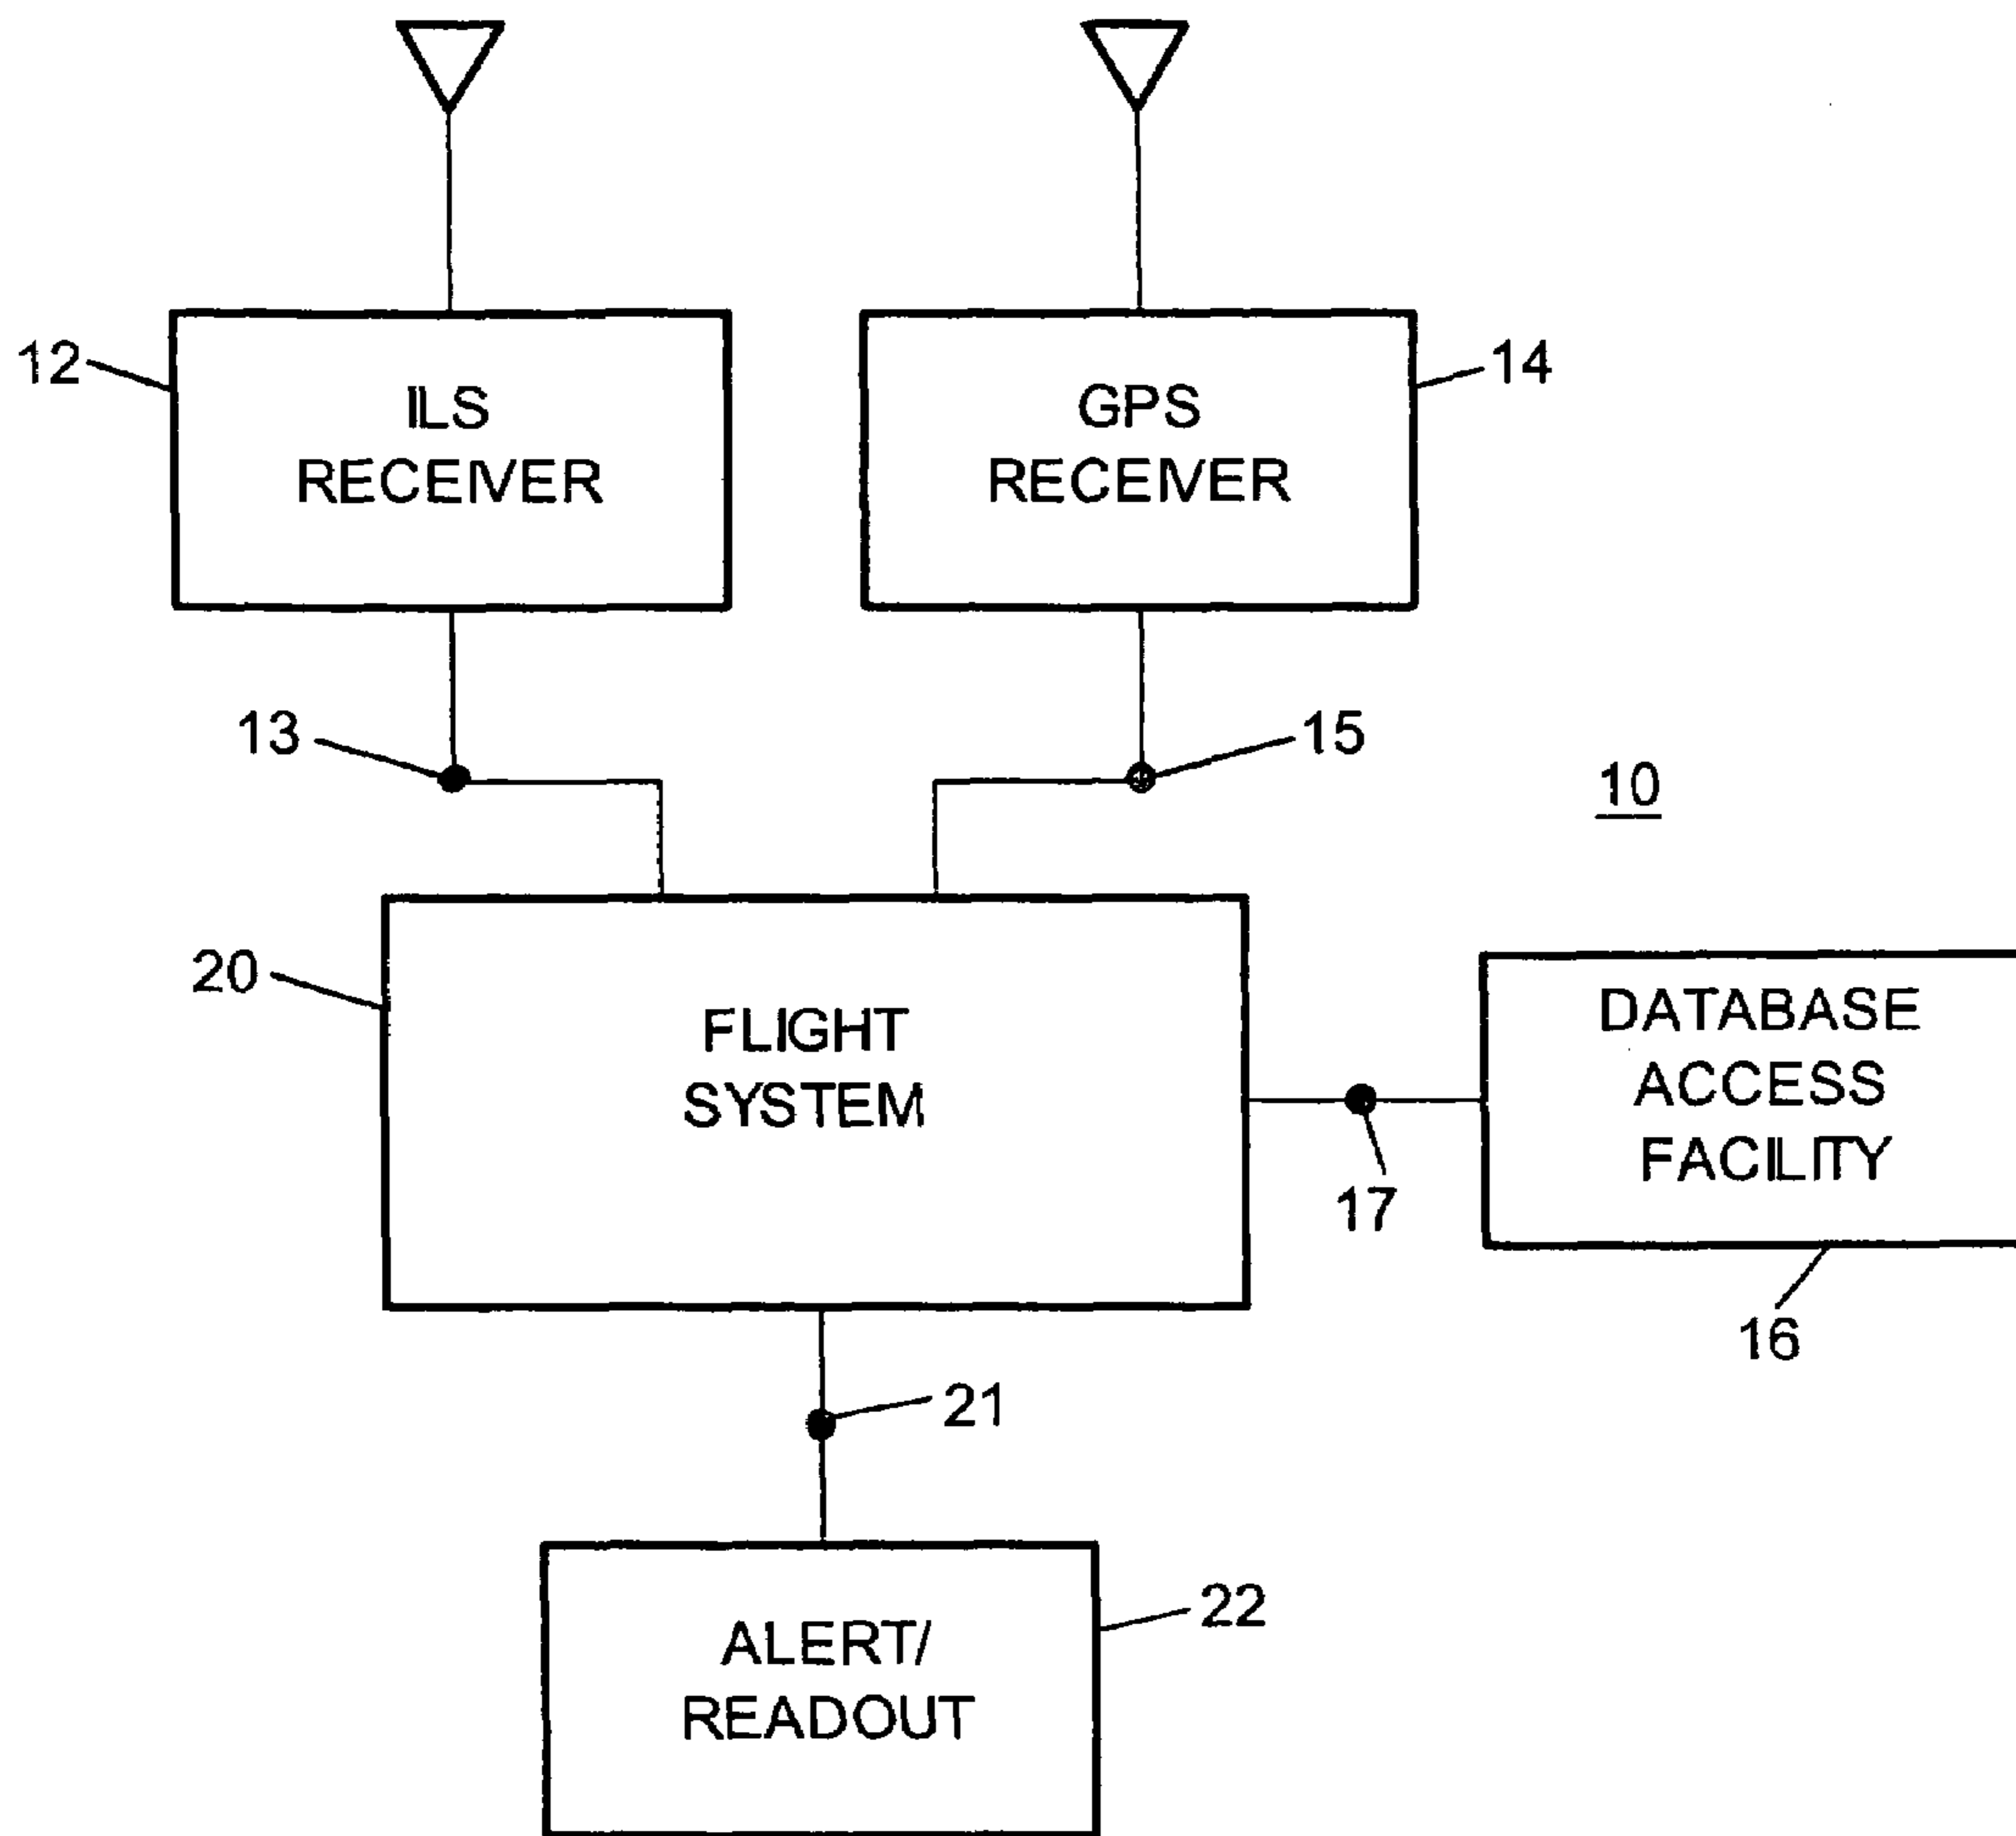 12
ILS
RECEIVER
GPS
RECEIVER
14
13
15
10
20
FLIGHT
SYSTEM
DATABASE
ACCESS
FACILITY
17
16
21
ALERT/
READOUT
22